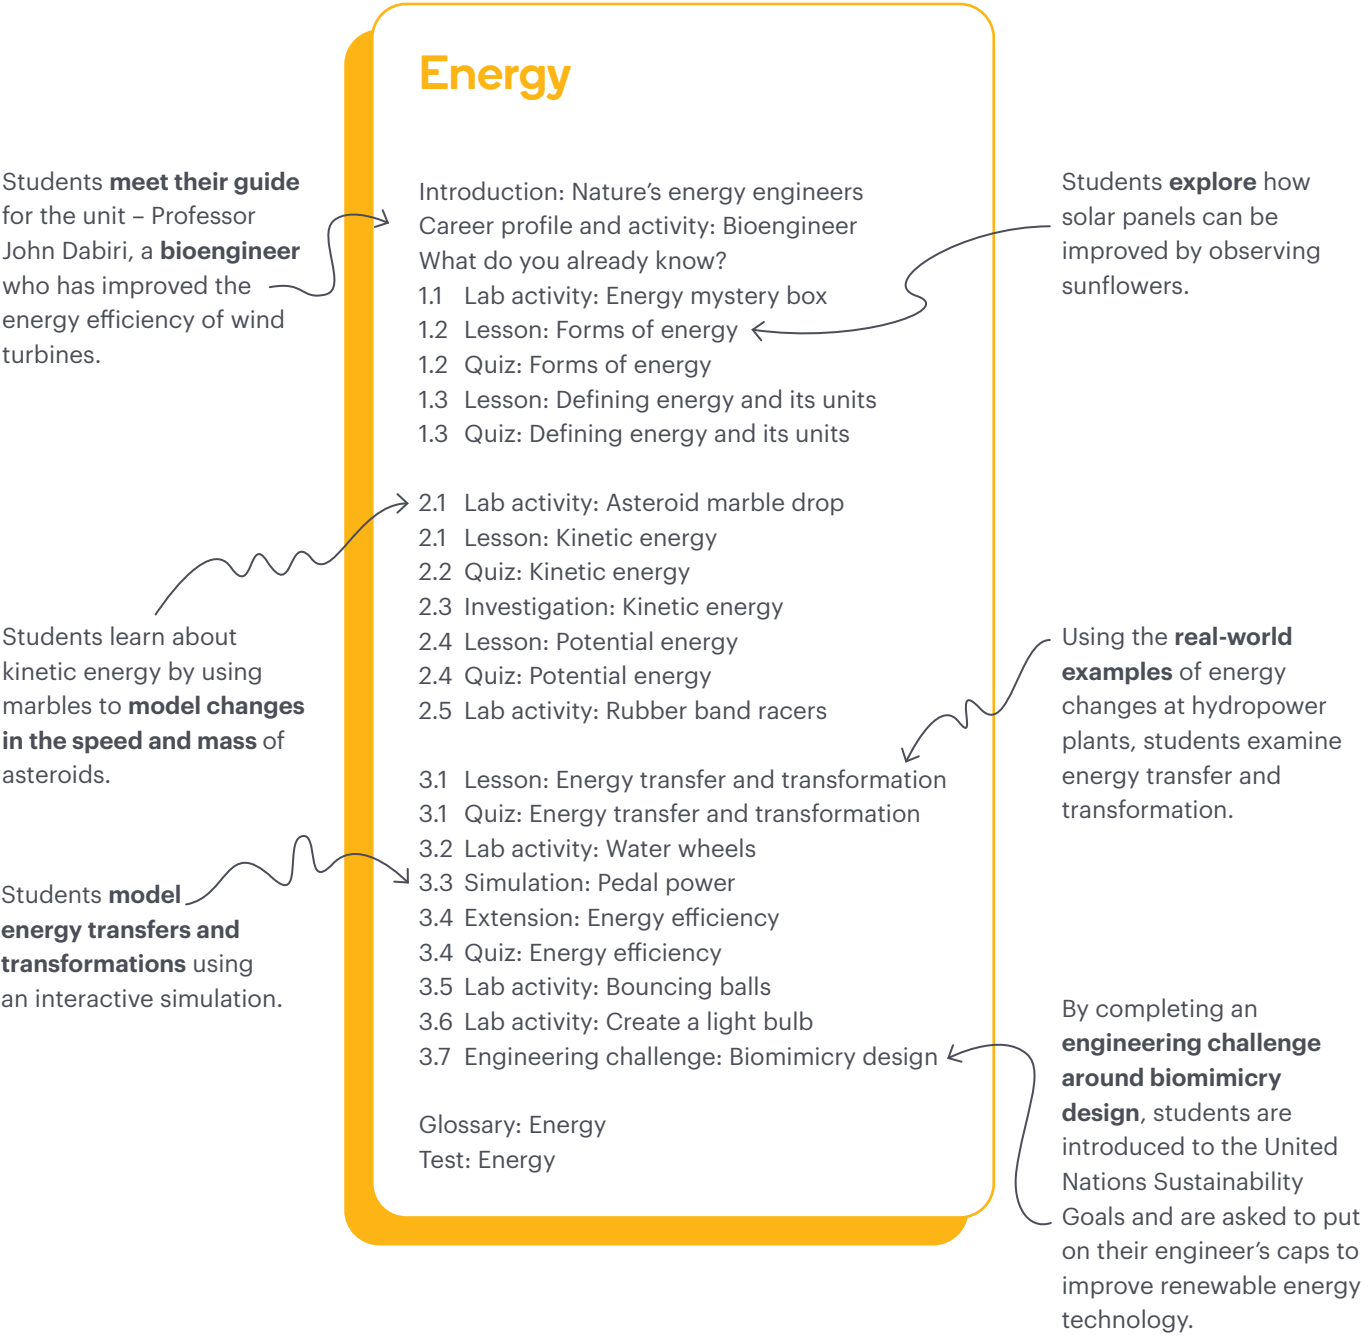 Energy
Students meet their guide
for the unit – Professor
John Dabiri, a bioengineer
who has improved the
energy efficiency of wind
turbines.
Introduction: Nature’s energy engineers
Career profile and activity: Bioengineer
What do you already know?
1.1 Lab activity: Energy mystery box
1.2 Lesson: Forms of energy
1.2 Quiz: Forms of energy
1.3 Lesson: Defining energy and its units
1.3 Quiz: Defining energy and its units
Students explore how
solar panels can be
improved by observing
sunflowers.
2.1 Lab activity: Asteroid marble drop
2.1 Lesson: Kinetic energy
2.2 Quiz: Kinetic energy
2.3 Investigation: Kinetic energy
2.4 Lesson: Potential energy
2.4 Quiz: Potential energy
2.5 Lab activity: Rubber band racers
Students learn about
kinetic energy by using
marbles to model changes
in the speed and mass of
asteroids.
Using the real-world
examples of energy
changes at hydropower
plants, students examine
energy transfer and
transformation.
3.1 Lesson: Energy transfer and transformation
3.1 Quiz: Energy transfer and transformation
3.2 Lab activity: Water wheels
3.3 Simulation: Pedal power
3.4 Extension: Energy efficiency
3.4 Quiz: Energy efficiency
3.5 Lab activity: Bouncing balls
3.6 Lab activity: Create a light bulb
3.7 Engineering challenge: Biomimicry design
Students model
energy transfers and
transformations using
an interactive simulation.
By completing an
engineering challenge
around biomimicry
design, students are
introduced to the United
Nations Sustainability
Goals and are asked to put
on their engineer’s caps to
improve renewable energy
technology.
Glossary: Energy
Test: Energy